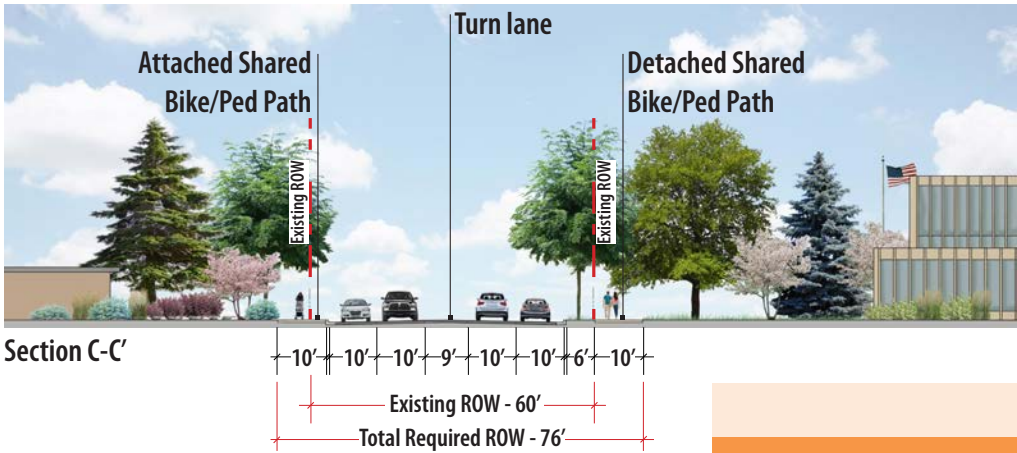 Turn lane
Attached Shared
Bike/Ped Path
Detached Shared
Bike/Ped Path
Existing ROW
Existing ROW
Section C-C’
10’ 10’ 10’ 9’ 10’ 10’ 6’ 10’
Existing ROW - 60’
Total Required ROW - 76’